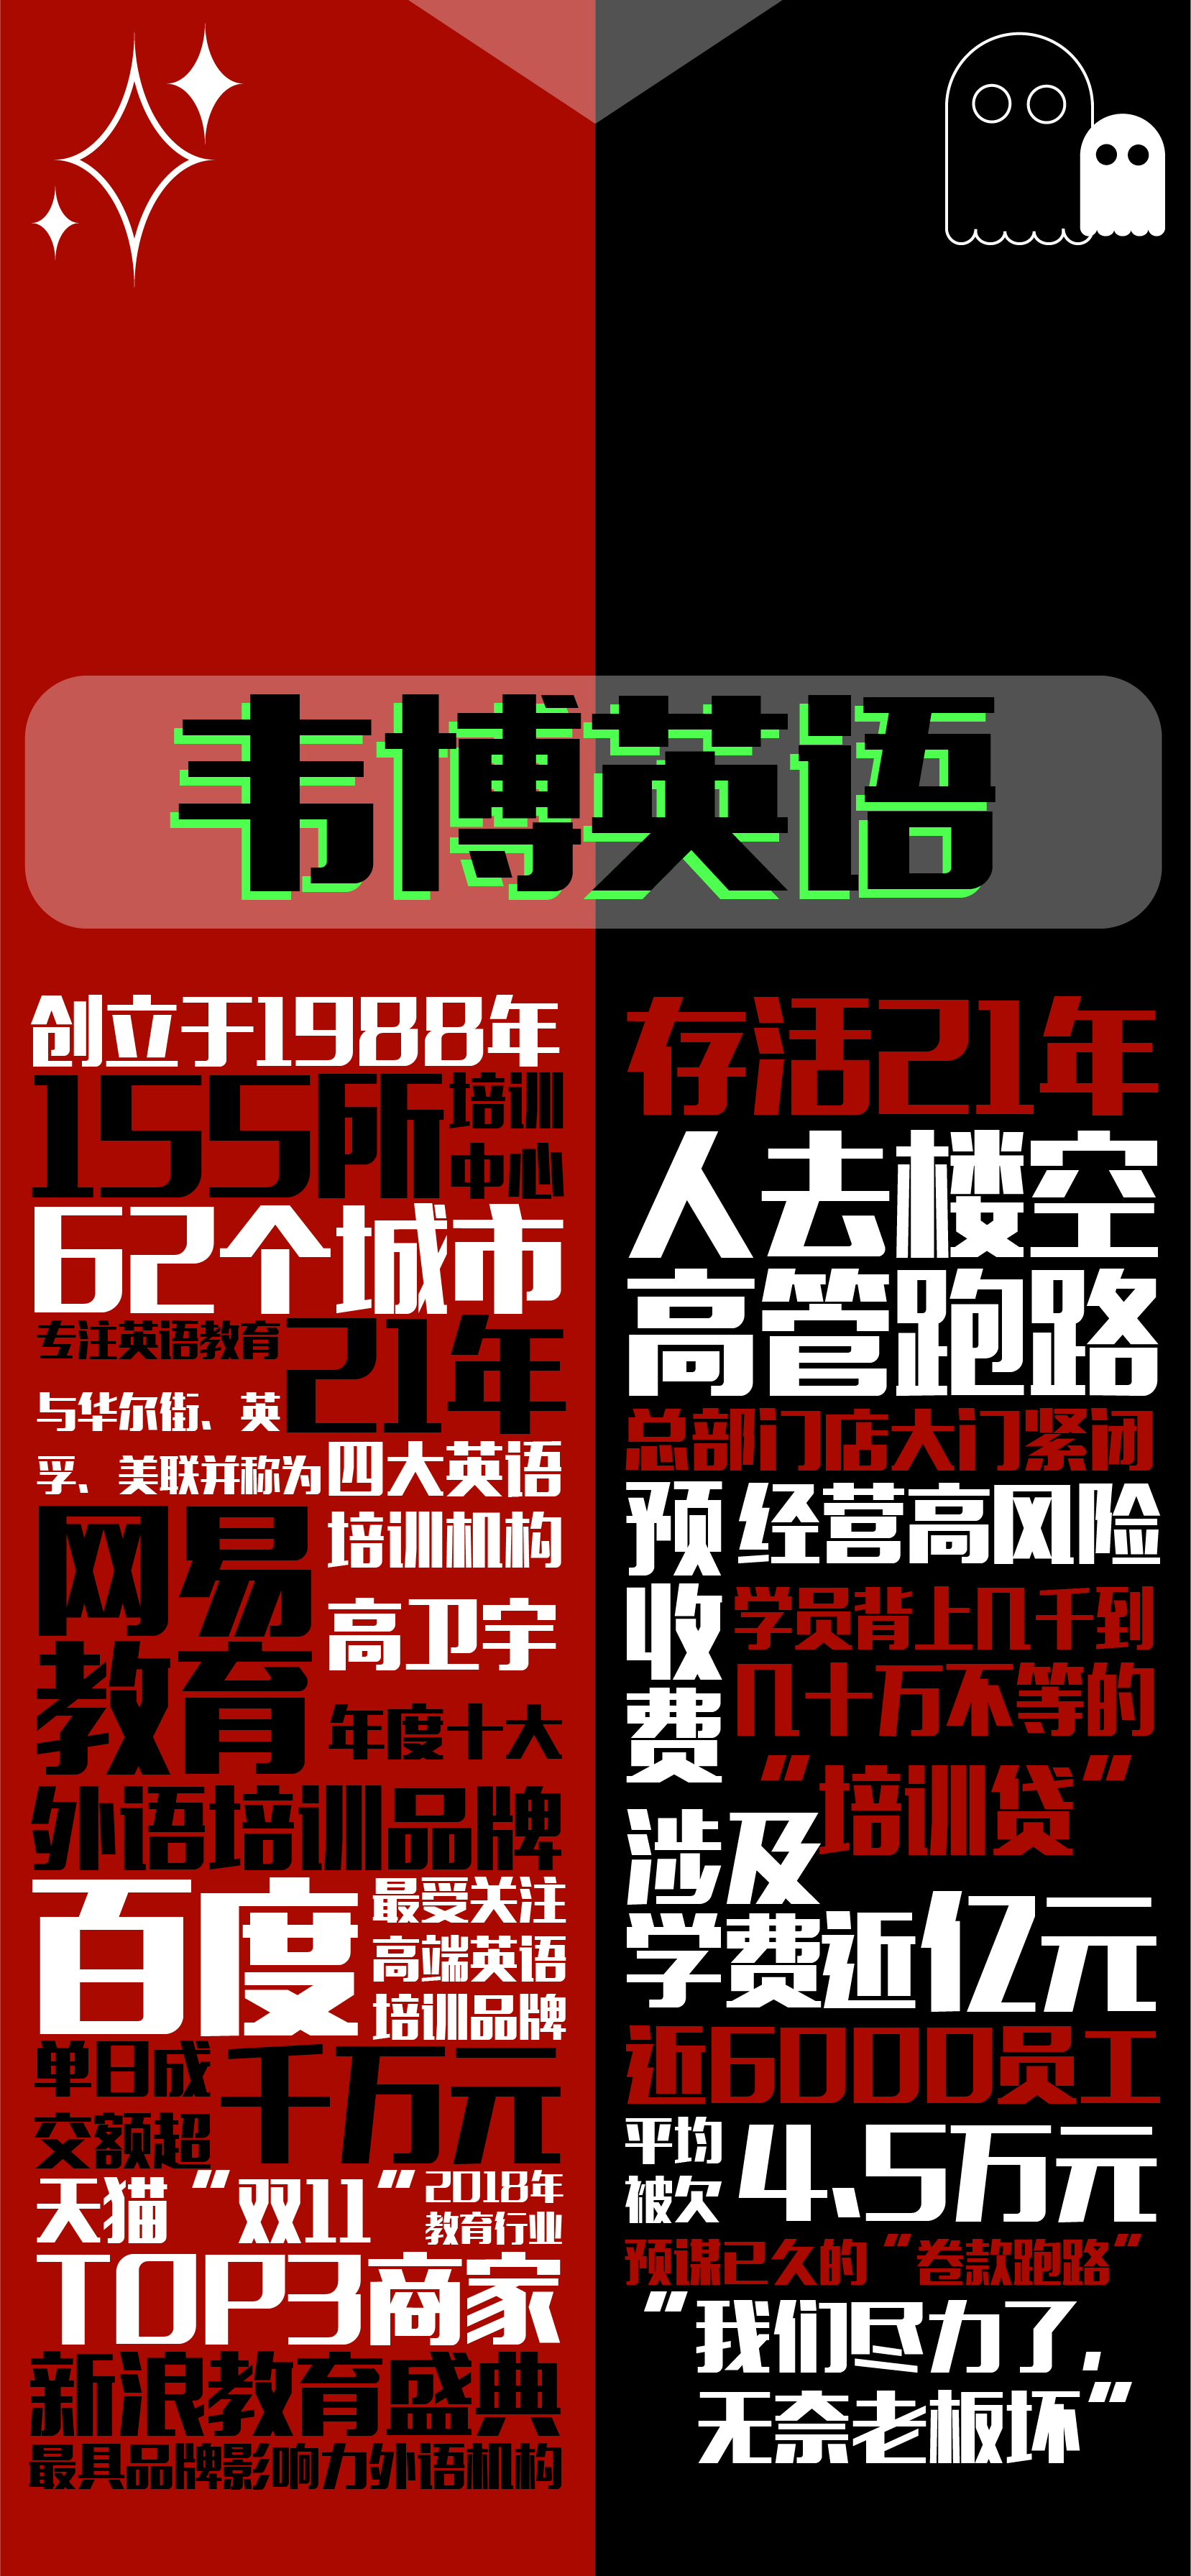 韦博英语
创立于1988年
155所培训
中心
62个城市
专注英语教育21年
与华尔街、英
孚、美联并称为四大英语
培训机构
网易
教育
高卫宇
年度十大
外语培训品牌
百度最受关注
高端英语
培训品牌
单日成
交额超千万元
天猫“双11“2018年
教育行业
TOP3商家
新浪教育盛典
最具品牌影响力外语机构
存活21年
人去楼空
高管跑路
总部门店大门紧闭
预收费
经营高风险
学员背上几千到
几十万不等的
“培训贷”
涉及
学费近亿元
近6000员工
平均
被欠4、5万元
预谋已久的“卷款跑路”
“我们尽力了，
无奈老板坏”